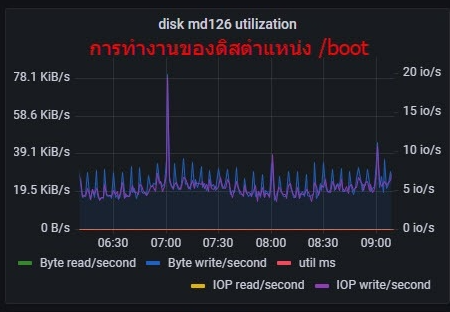 disk md126 utilization
การทำงานของดิสตำแหน่ง /boot
78.1 KiB/s 20 io/s
58.6 KiB/s 15 io/s
39.1 KiB/s 10 io/s
19.5 KiB/s 5 io/s
0 B/s 0 io/s
06:30 07:00 07:30 08:00 08:30 09:00
Byte read/second Byte write/second util ms
IOP read/second IOP write/second